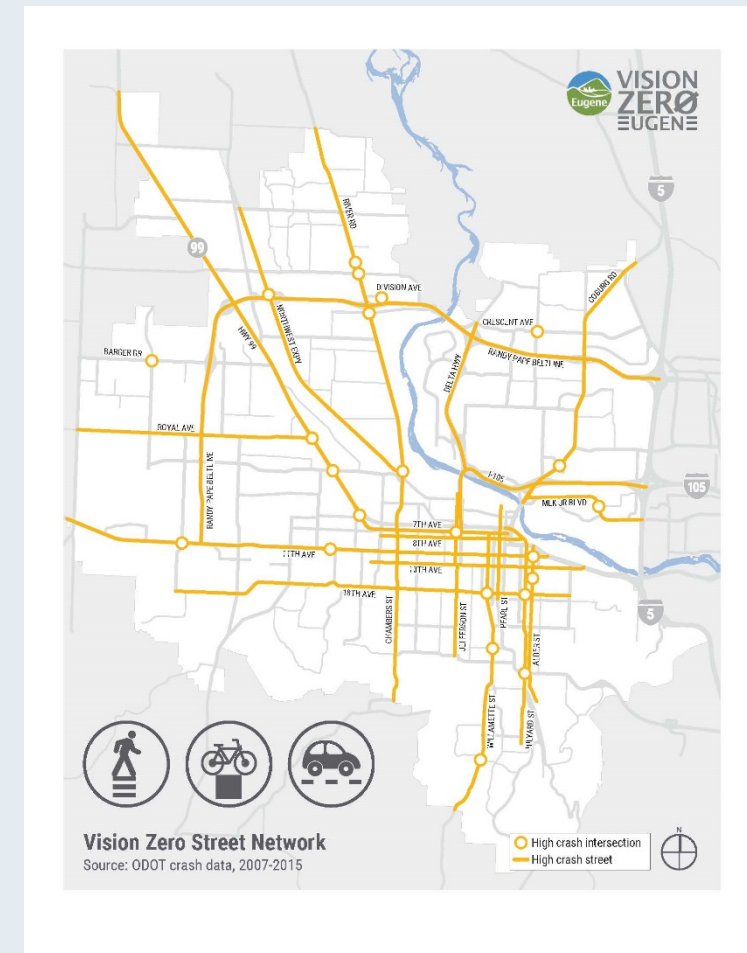 VISION
ZERO
EUGENE
Eugene
5
RIVER RD
99
COBURG RD
DIVISION AVE
CRESCENT AVE
NORTHWEST EXPY
HWY 99
RANDY PAPE BELTLINE
BARGER DR
DELTA HWY
ROYAL AVE
RANDY PAPE BELTLINE
I-105
105
MLK JR BLVD
7TH AVE
8TH AVE
11TH AVE
13TH AVE
18TH AVE
CHAMBERS ST
JEFFERSON ST
PEARL ST
5
ALDER ST
WILLAMETTE ST
HILYARD ST
Vision Zero Street Network
Source: ODOT crash data, 2007-2015
High crash intersection
High crash street
N